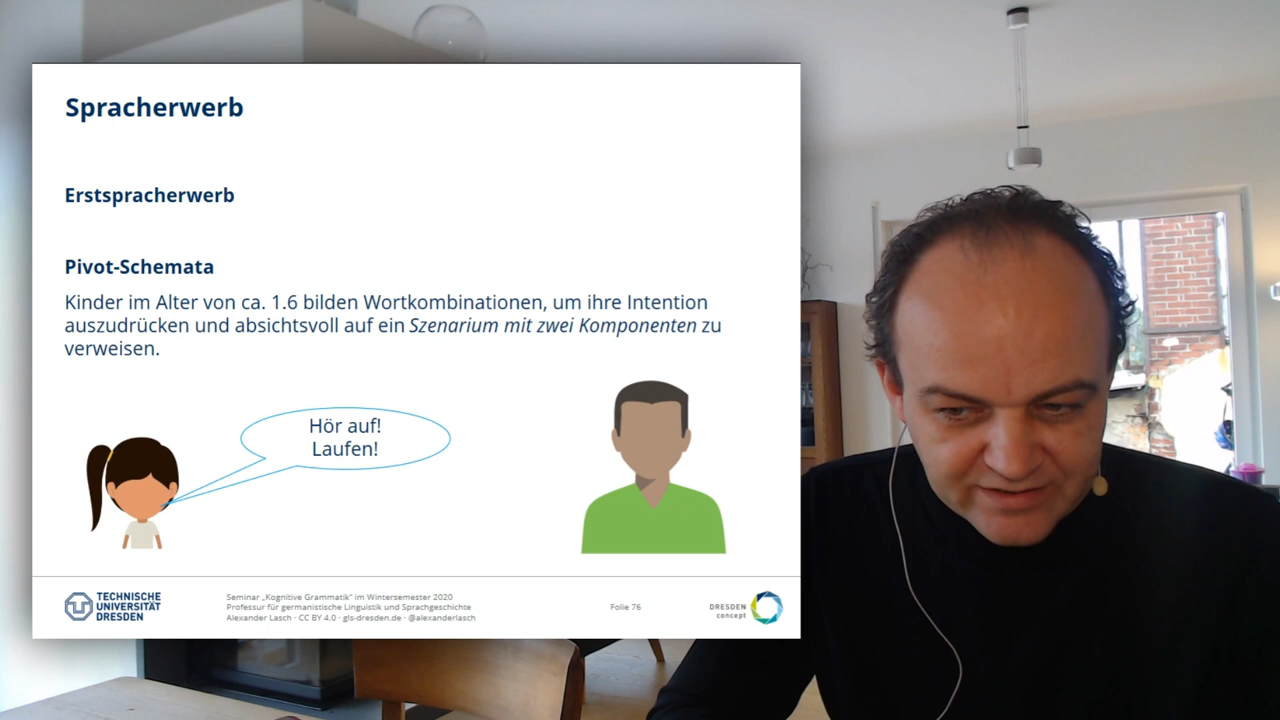 Spracherwerb
Erstspracherwerb
Pivot-Schemata
Kinder im Alter von ca. 1.6 bilden Wortkombinationen, um ihre Intention
auszudrücken und absichtsvoll auf ein Szenarium mit zwei Komponenten zu
verweisen.
Hör auf!
Laufen!
TECHNISCHE
UNIVERSITÄT
DRESDEN
Seminar „Kognitive Grammatik" im Wintersemester 2020
Professur für germanistische Linguistik und Sprachgeschichte
Alexander Lasch · CC BY 4.0 · gls-dresden.de · @alexanderlasch
Folie 76
DRESDEN
concept